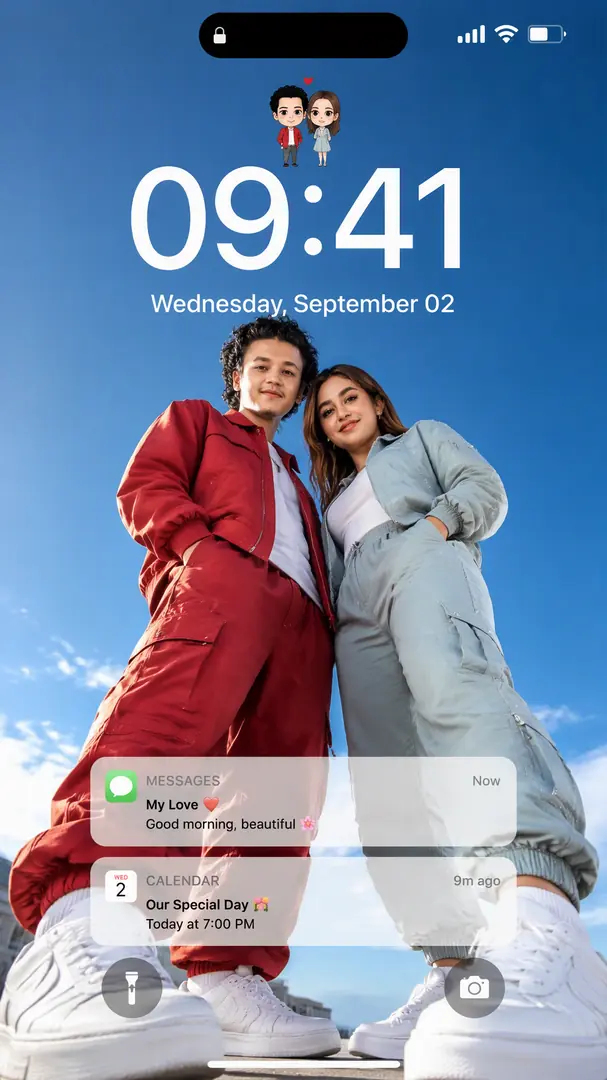 09:41
Wednesday, September 02
MESSAGES
Now
My Love ❤️
Good morning, beautiful 🌸
WED
2
CALENDAR
9m ago
Our Special Day 💑
Today at 7:00 PM